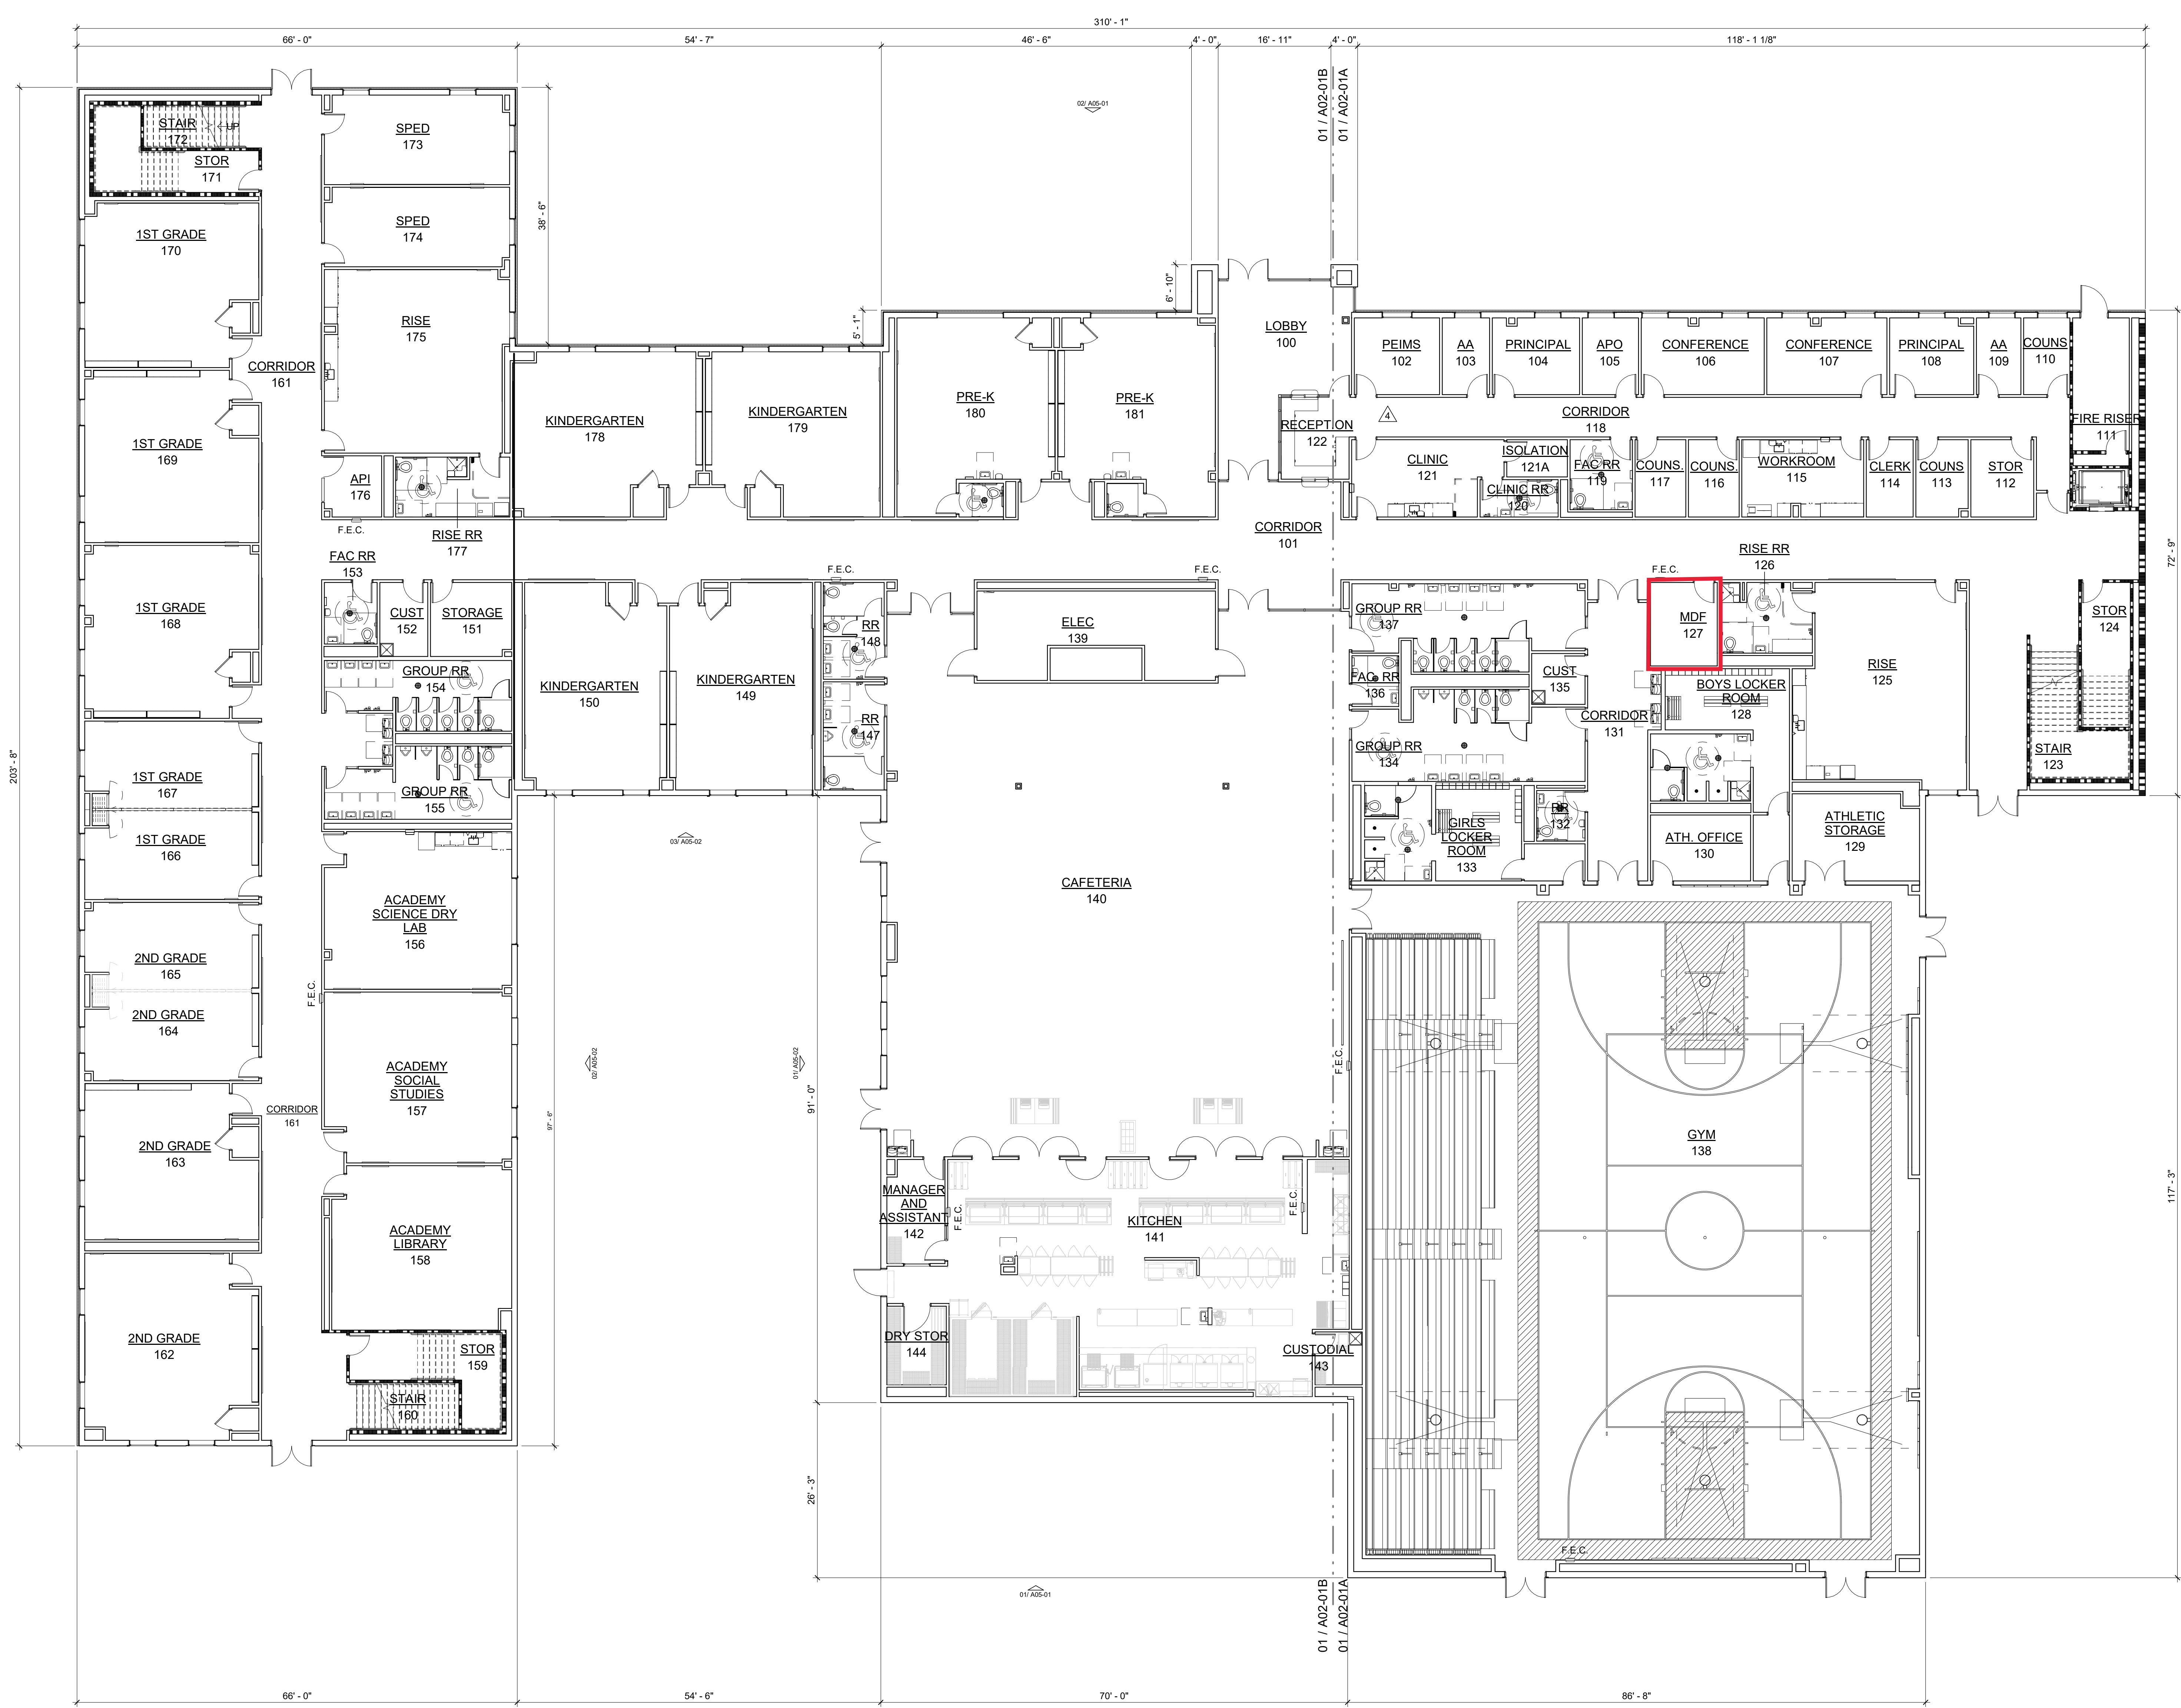 310' - 1"
66' - 0"
54' - 7"
46' - 6"
4' - 0"
16' - 11"
4' - 0"
118' - 1 1/8"
01 / A02-01B
01 / A02-01A
02/ A05-01
STAIR
172
UP
STOR
171
SPED
173
SPED
174
38' - 6"
1ST GRADE
170
RISE
175
CORRIDOR
161
6' - 10"
5' - 1"
LOBBY
100
PEIMS
102
AA
103
PRINCIPAL
104
APO
105
CONFERENCE
106
CONFERENCE
107
PRINCIPAL
108
AA
109
COUNS
110
PRE-K
180
PRE-K
181
KINDERGARTEN
178
KINDERGARTEN
179
RECEPTION
122
4
CORRIDOR
118
FIRE RISER
111
1ST GRADE
169
API
176
F.E.C.
RISE RR
177
CLINIC
121
ISOLATION
121A
CLINIC RR
120
FAC RR
119
COUNS.
117
COUNS.
116
WORKROOM
115
CLERK
114
COUNS
113
STOR
112
CORRIDOR
101
72' - 9"
FAC RR
153
F.E.C.
F.E.C.
F.E.C.
RISE RR
126
1ST GRADE
168
CUST
152
STORAGE
151
RR
148
ELEC
139
GROUP RR
137
MDF
127
STOR
124
GROUP RR
154
KINDERGARTEN
150
KINDERGARTEN
149
FAC RR
136
CUST
135
BOYS LOCKER
ROOM
128
RISE
125
RR
147
CORRIDOR
131
GROUP RR
134
STAIR
123
203' - 8"
1ST GRADE
167
GROUP RR
155
1ST GRADE
166
03/ A05-02
GIRLS
LOCKER
ROOM
133
RR
132
ATH. OFFICE
130
ATHLETIC
STORAGE
129
ACADEMY
SCIENCE DRY
LAB
156
CAFETERIA
140
2ND GRADE
165
F.E.C.
2ND GRADE
164
ACADEMY
SOCIAL
STUDIES
157
02/ A05-02
01/ A05-02
91' - 0"
97' - 6"
F.E.C.
CORRIDOR
161
2ND GRADE
163
GYM
138
117' - 3"
MANAGER
AND
ASSISTANT
142
F.E.C.
KITCHEN
141
F.E.C.
ACADEMY
LIBRARY
158
2ND GRADE
162
STOR
159
STAIR
160
DRY STOR
144
CUSTODIAL
143
26' - 3"
F.E.C.
01/ A05-01
01 / A02-01B
01 / A02-01A
66' - 0"
54' - 6"
70' - 0"
86' - 8"